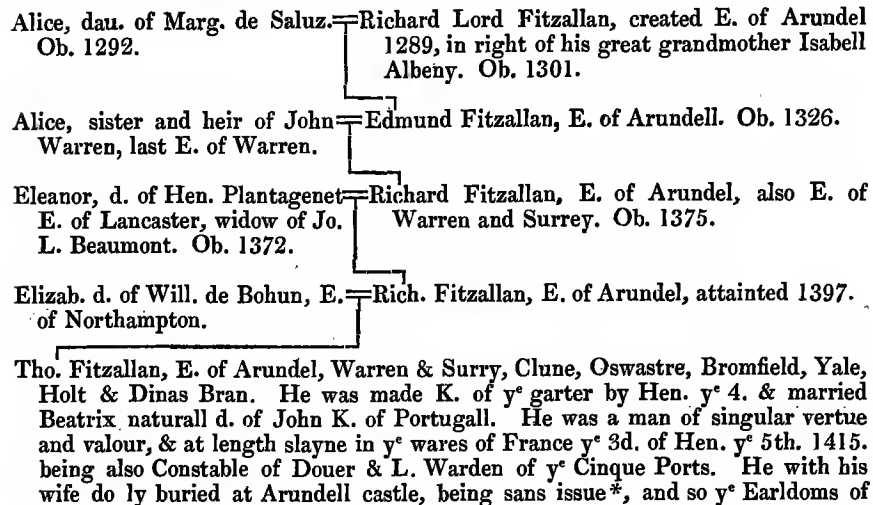 Alice, dau. of Marg. de Saluz.=Richard Lord Fitzallan, created E. of Arundel
Ob. 1292. 1289, in right of his great grandmother Isabell
Albeny. Ob. 1301.
Alice, sister and heir of John=Edmund Fitzallan, E. of Arundell. Ob. 1326.
Warren, last E. of Warren.
Eleanor, d. of Hen. Plantagenet=Richard Fitzallan, E. of Arundel, also E. of
E. of Lancaster, widow of Jo. Warren and Surrey. Ob. 1375.
L. Beaumont. Ob. 1372.
Elizab. d. of Will. de Bohun, E.=Rich. Fitzallan, E. of Arundel, attainted 1397.
of Northampton.
Tho. Fitzallan, E. of Arundel, Warren & Surry, Clune, Oswastre, Bromfield, Yale,
Holt & Dinas Bran. He was made K. of yᵉ garter by Hen. yᵉ 4. & married
Beatrix naturall d. of John K. of Portugall. He was a man of singular vertue
and valour, & at length slayne in yᵉ wares of France yᵉ 3d. of Hen. yᵉ 5th. 1415.
being also Constable of Douer & L. Warden of yᵉ Cinque Ports. He with his
wife do ly buried at Arundell castle, being sans issue*, and so yᵉ Earldoms of